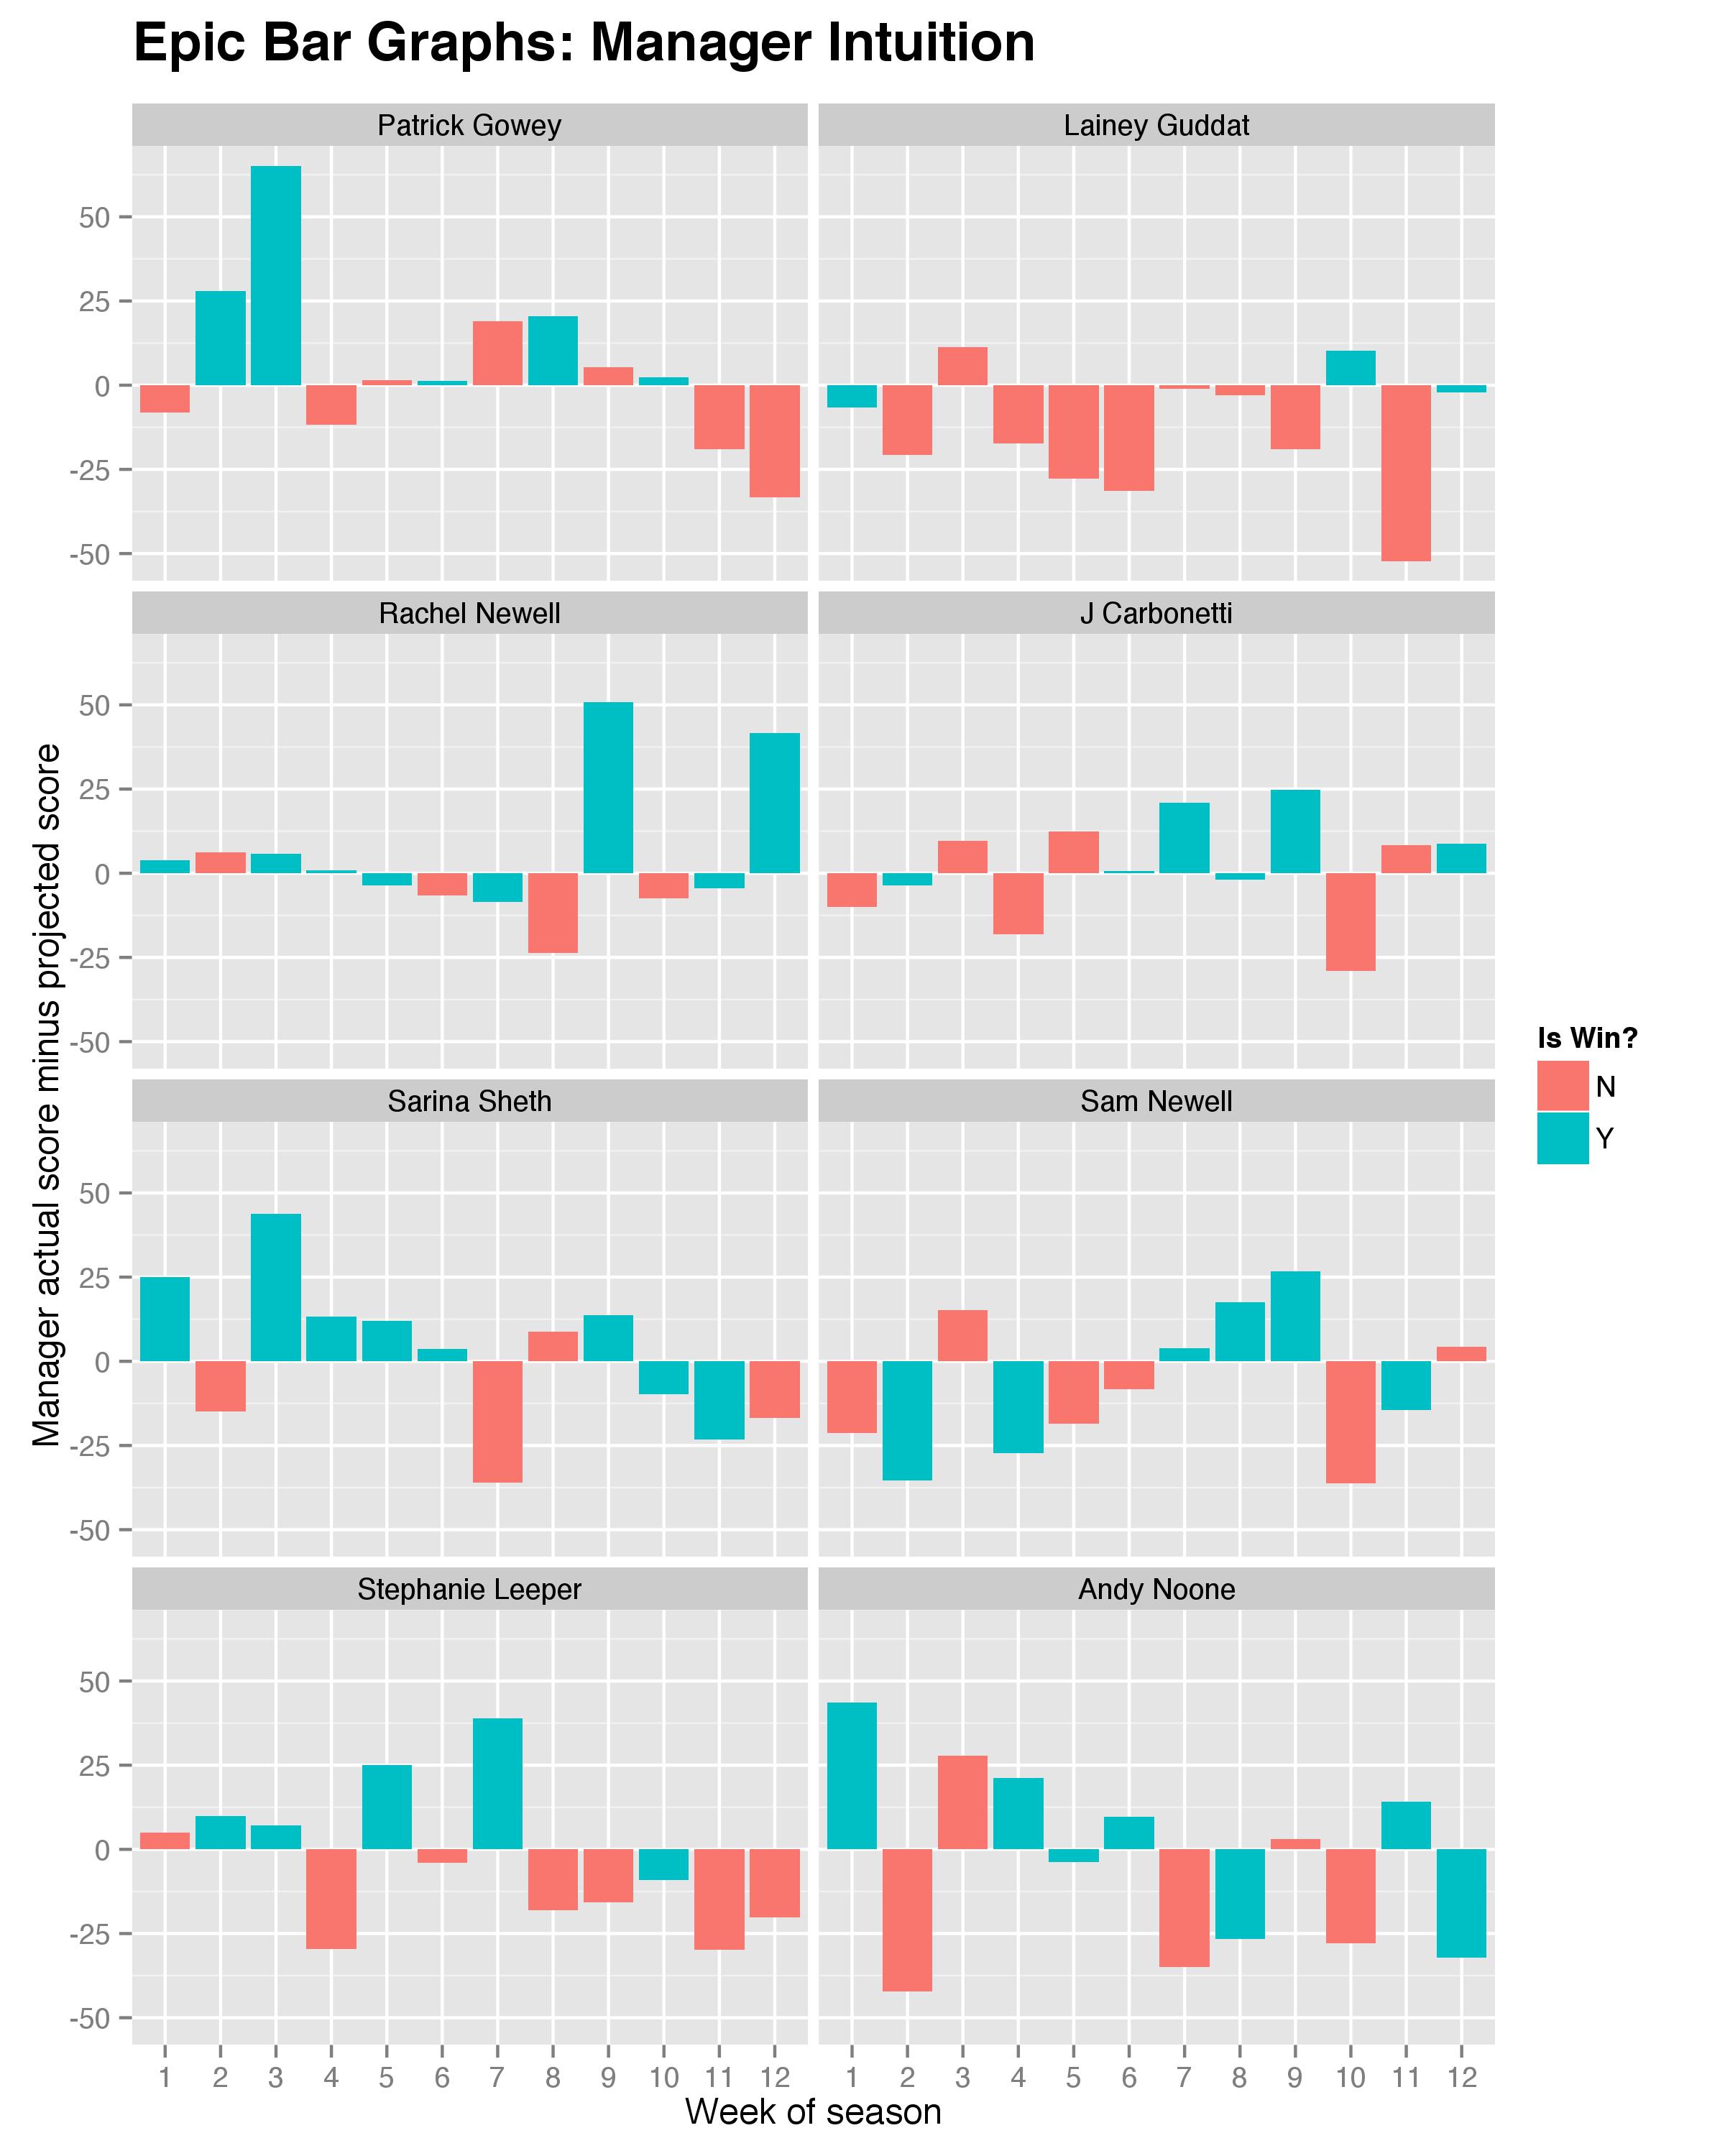 Epic Bar Graphs: Manager Intuition
Patrick Gowey
Lainey Guddat
50
25
0
-25
-50
Rachel Newell
J Carbonetti
50
25
0
-25
-50
Sarina Sheth
Sam Newell
50
25
0
-25
-50
Stephanie Leeper
Andy Noone
50
25
0
-25
-50
1 2 3 4 5 6 7 8 9 10 11 12
1 2 3 4 5 6 7 8 9 10 11 12
Week of season
Manager actual score minus projected score
Is Win?
N
Y